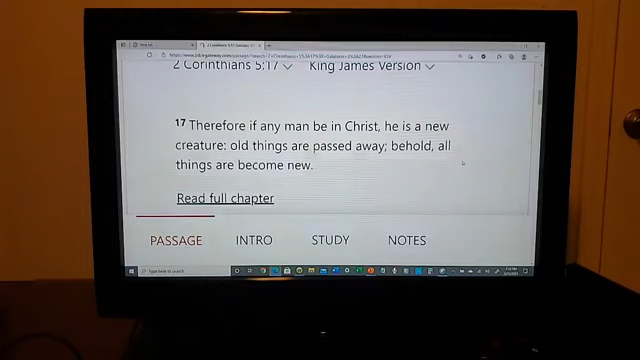 New tab
2 Corinthians 5:17
King James Version
17 Therefore if any man be in Christ, he is a new
creature: old things are passed away; behold, all
things are become new.
Read full chapter
PASSAGE INTRO STUDY NOTES
Type here to search